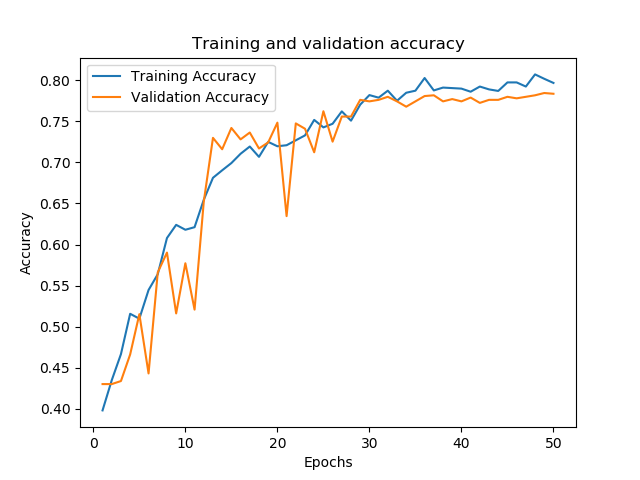 Training and validation accuracy
Training Accuracy
Validation Accuracy
0.80
0.75
0.70
0.65
0.60
0.55
0.50
0.45
0.40
Accuracy
0 10 20 30 40 50
Epochs